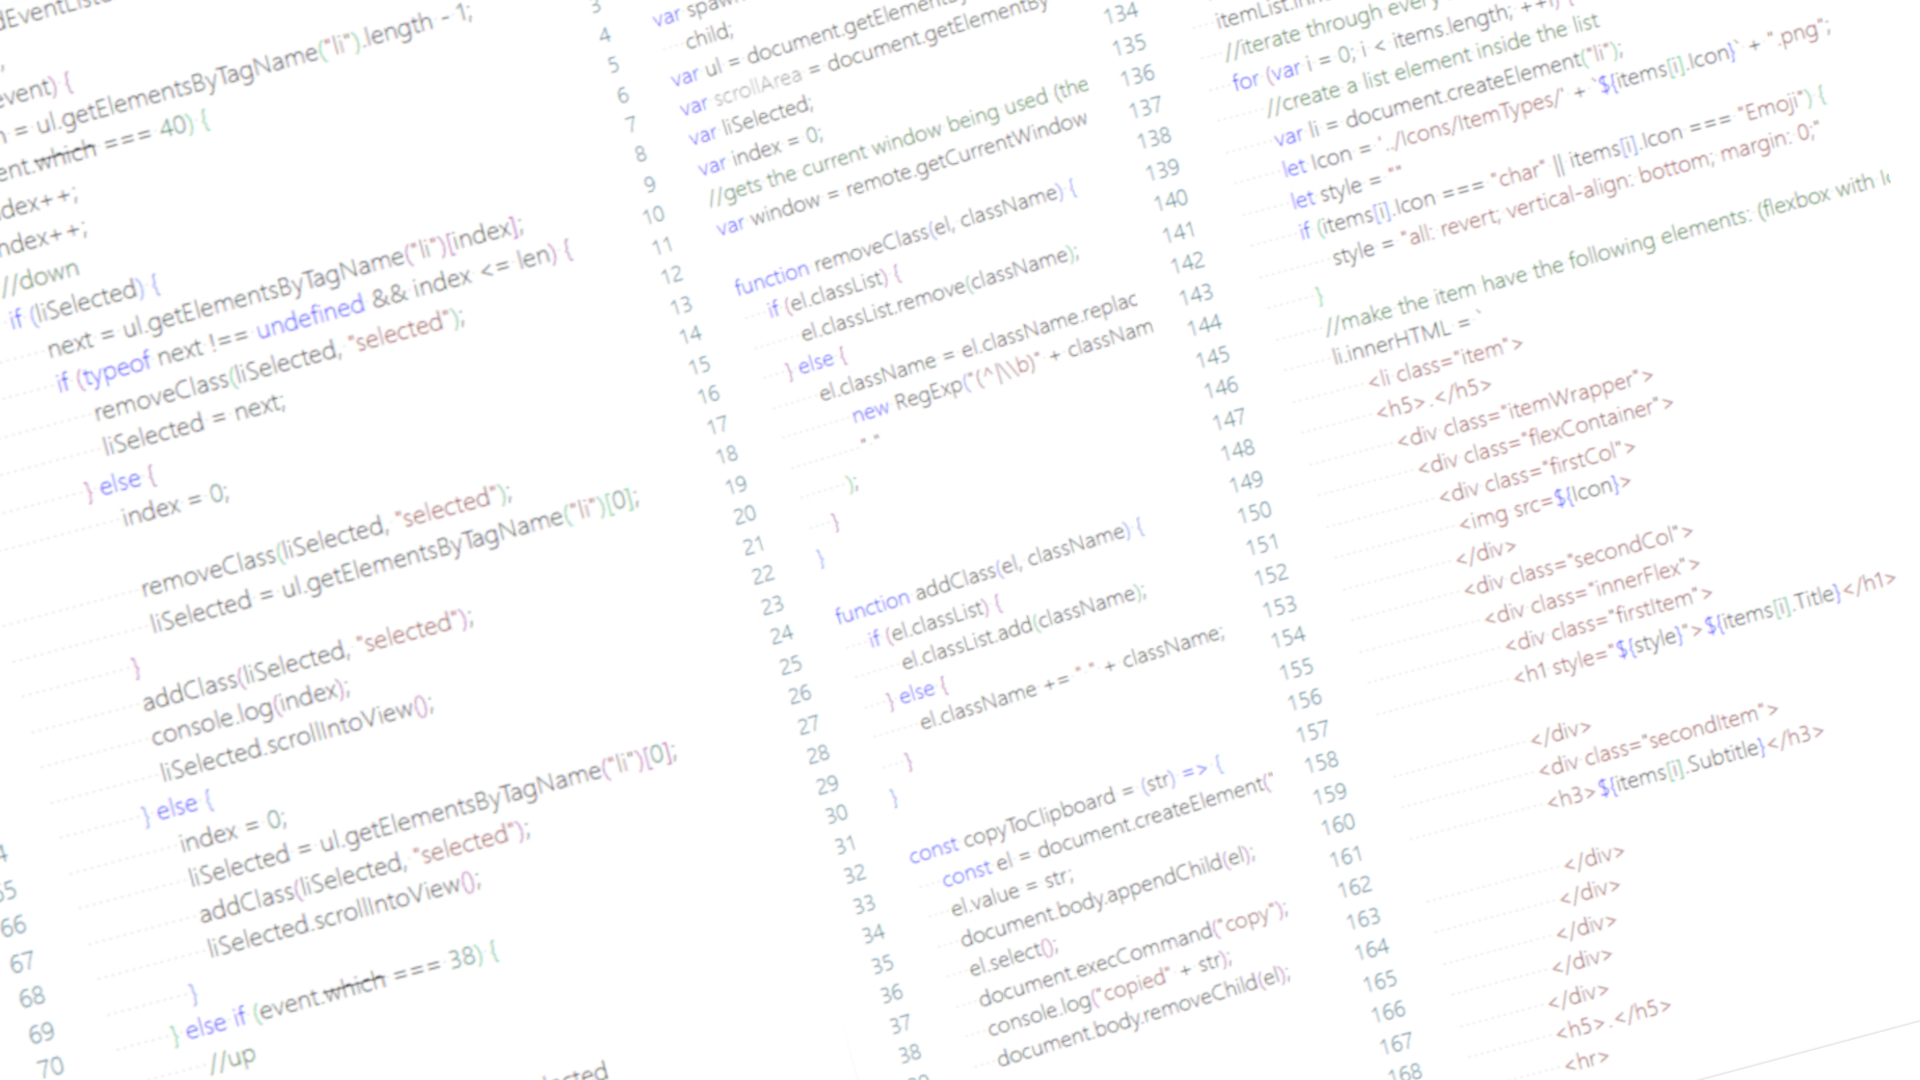 .length - 1;
event) {
= ul.getElementsByTagName("li").length - 1;
which === 40) {
index++;
//down
if (liSelected) {
next = ul.getElementsByTagName("li")[index];
if (typeof next !== undefined && index <= len) {
removeClass(liSelected, "selected");
liSelected = next;
} else {
index = 0;
removeClass(liSelected, "selected");
liSelected = ul.getElementsByTagName("li")[0];
}
addClass(liSelected, "selected");
console.log(index);
liSelected.scrollIntoView();
} else {
index = 0;
65
liSelected = ul.getElementsByTagName("li")[0];
66
addClass(liSelected, "selected");
67
liSelected.scrollIntoView();
68
}
69
} else if (event.which === 38) {
70
//up
3
var
4
child;
5
var ul = document.getElement
6
var scrollArea = document.getElementBy
7
var liSelected;
8
var index = 0;
9
//gets the current window being used (the
10
var window = remote.getCurrentWindow
11
12
function removeClass(el, className) {
13
if (el.classList) {
14
el.classList.remove(className);
15
} else {
16
el.className = el.className.replac
17
new RegExp("(^|\\b)" + classNam
18
" "
19
);
20
}
21
}
22
23
function addClass(el, className) {
24
if (el.classList) {
25
el.classList.add(className);
26
} else {
27
el.className += " " + className;
28
}
29
}
30
31
const copyToClipboard = (str) => {
32
const el = document.createElement("
33
el.value = str;
34
document.body.appendChild(el);
35
el.select();
36
document.execCommand("copy");
37
console.log("copied" + str);
38
document.body.removeChild(el);
134
//iterate through every
135
for (var i = 0; i < items.length; ++i) {
136
//create a list element inside the list
137
var li = document.createElement("li");
138
let Icon = '../Icons/ItemTypes/' + `${items[i].Icon}` + ".png";
139
let style = ""
140
if (items[i].Icon === "char" || items[i].Icon === "Emoji") {
141
style = "all: revert; vertical-align: bottom; margin: 0;"
142
}
143
//make the item have the following elements: (flexbox with
144
li.innerHTML = `
145
<li class="item">
146
<h5>.</h5>
147
<div class="itemWrapper">
148
<div class="flexContainer">
149
<div class="firstCol">
150
<img src=${Icon}>
151
</div>
152
<div class="secondCol">
153
<div class="innerFlex">
154
<div class="firstItem">
155
<h1 style="${style}">${items[i].Title}</h1>
156
157
</div>
158
<div class="secondItem">
159
<h3>${items[i].Subtitle}</h3>
160
161
</div>
162
</div>
163
</div>
164
</div>
165
</div>
166
<h5>.</h5>
167
<hr>
168